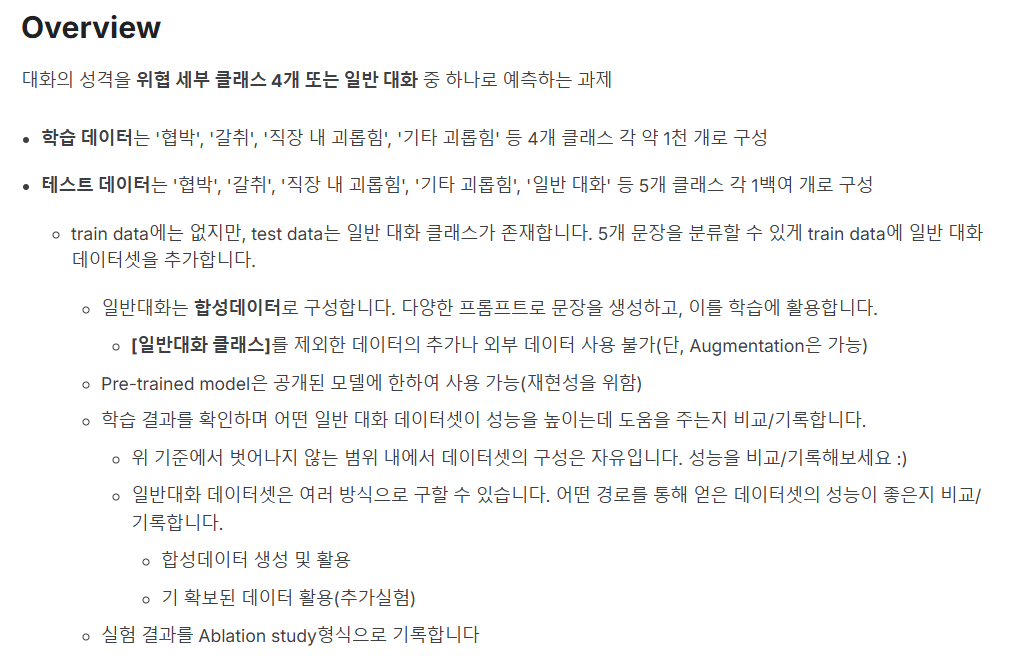 Overview
대화의 성격을 위협 세부 클래스 4개 또는 일반 대화 중 하나로 예측하는 과제
• 학습 데이터는 '협박', '갈취', '직장 내 괴롭힘', '기타 괴롭힘' 등 4개 클래스 각 약 1천 개로 구성
• 테스트 데이터는 '협박', '갈취', '직장 내 괴롭힘', '기타 괴롭힘', '일반 대화' 등 5개 클래스 각 1백여 개로 구성
○ train data에는 없지만, test data는 일반 대화 클래스가 존재합니다. 5개 문장을 분류할 수 있게 train data에 일반 대화
데이터셋을 추가합니다.
○ 일반대화는 합성데이터로 구성합니다. 다양한 프롬프트로 문장을 생성하고, 이를 학습에 활용합니다.
○ [일반대화 클래스]를 제외한 데이터의 추가나 외부 데이터 사용 불가(단, Augmentation은 가능)
○ Pre-trained model은 공개된 모델에 한하여 사용 가능(재현성을 위함)
○ 학습 결과를 확인하며 어떤 일반 대화 데이터셋이 성능을 높이는데 도움을 주는지 비교/기록합니다.
○ 위 기준에서 벗어나지 않는 범위 내에서 데이터셋의 구성은 자유입니다. 성능을 비교/기록해보세요 :)
○ 일반대화 데이터셋은 여러 방식으로 구할 수 있습니다. 어떤 경로를 통해 얻은 데이터셋의 성능이 좋은지 비교/
기록합니다.
○ 합성데이터 생성 및 활용
○ 기 확보된 데이터 활용(추가실험)
○ 실험 결과를 Ablation study형식으로 기록합니다